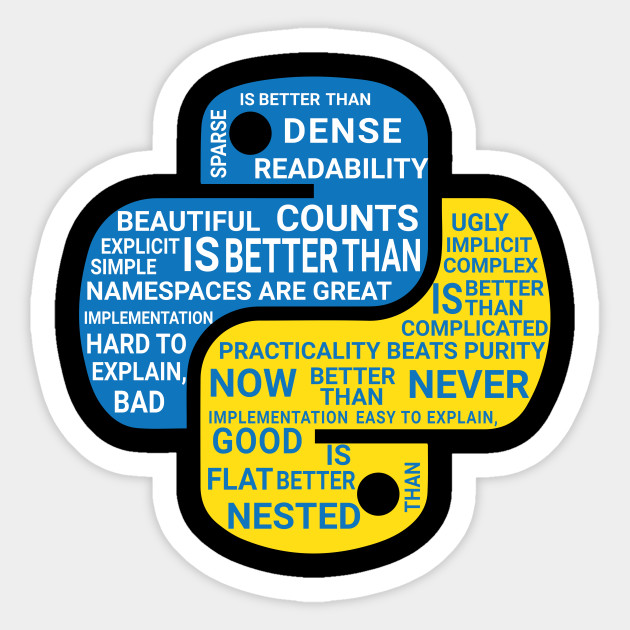 SPARSE
IS BETTER THAN
DENSE
READABILITY
BEAUTIFUL COUNTS
EXPLICIT
SIMPLE
IS BETTER THAN
NAMESPACES ARE GREAT
IMPLEMENTATION
HARD TO
EXPLAIN,
BAD
UGLY
IMPLICIT
COMPLEX
IS BETTER
THAN
COMPLICATED
PRACTICALITY BEATS PURITY
NOW BETTER
THAN NEVER
IMPLEMENTATION EASY TO EXPLAIN,
GOOD IS
FLAT BETTER
THAN
NESTED